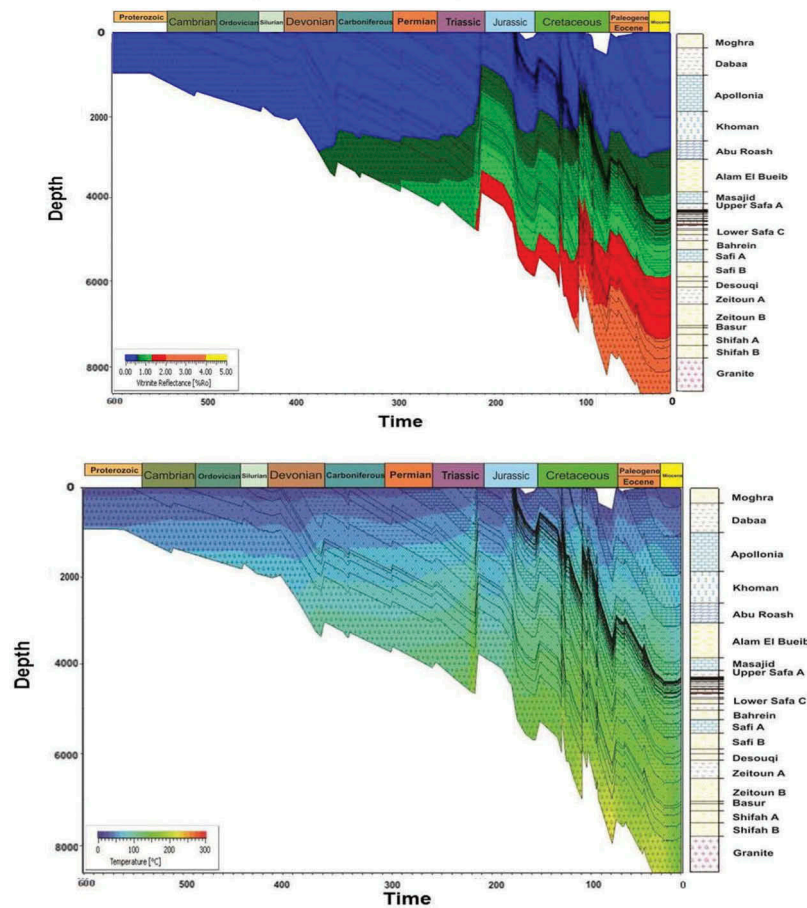 Proterozoic Cambrian Ordovician Silurian Devonian Carboniferous Permian Triassic Jurassic Cretaceous Paleogene Miocene
Eocene
0
2000
4000
6000
8000
Depth
0.00 1.00 2.00 3.00 4.00 5.00
Vitrinite Reflectance [%Ro]
600 500 400 300 200 100 0
Time
Moghra
Dabaa
Apollonia
Khoman
Abu Roash
Alam El Bueib
Masajid
Upper Safa A
Lower Safa C
Bahrein
Safi A
Safi B
Desouqi
Zeitoun A
Zeitoun B
Basur
Shifah A
Shifah B
Granite
Proterozoic Cambrian Ordovician Silurian Devonian Carboniferous Permian Triassic Jurassic Cretaceous Paleogene Miocene
Eocene
0
2000
4000
6000
8000
Depth
0 100 200 300
Temperature [°C]
600 500 400 300 200 100 0
Time
Moghra
Dabaa
Apollonia
Khoman
Abu Roash
Alam El Bueib
Masajid
Upper Safa A
Lower Safa C
Bahrein
Safi A
Safi B
Desouqi
Zeitoun A
Zeitoun B
Basur
Shifah A
Shifah B
Granite